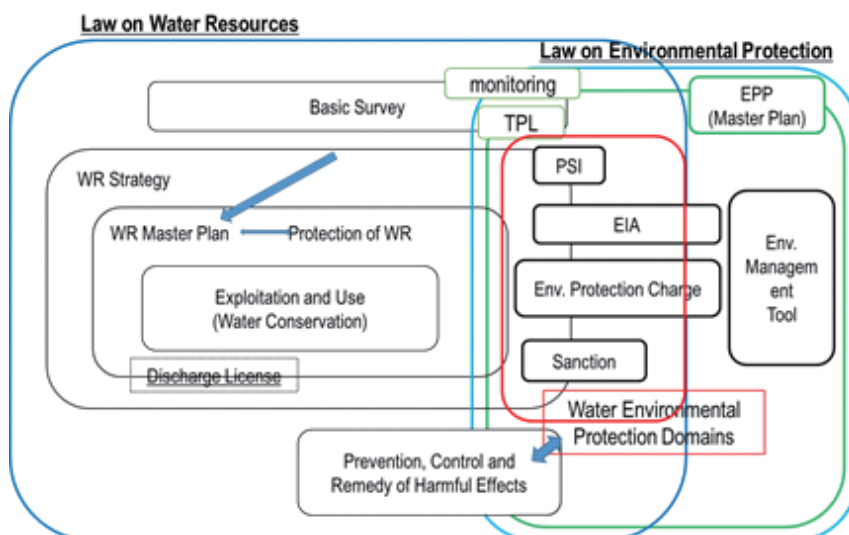 Law on Water Resources
Law on Environmental Protection
monitoring
EPP
(Master Plan)
Basic Survey
TPL
PSI
WR Strategy
EIA
WR Master Plan
Protection of WR
Env.
Managem
ent
Tool
Exploitation and Use
(Water Conservation)
Env. Protection Charge
Discharge License
Sanction
Water Environmental
Protection Domains
Prevention, Control and
Remedy of Harmful Effects